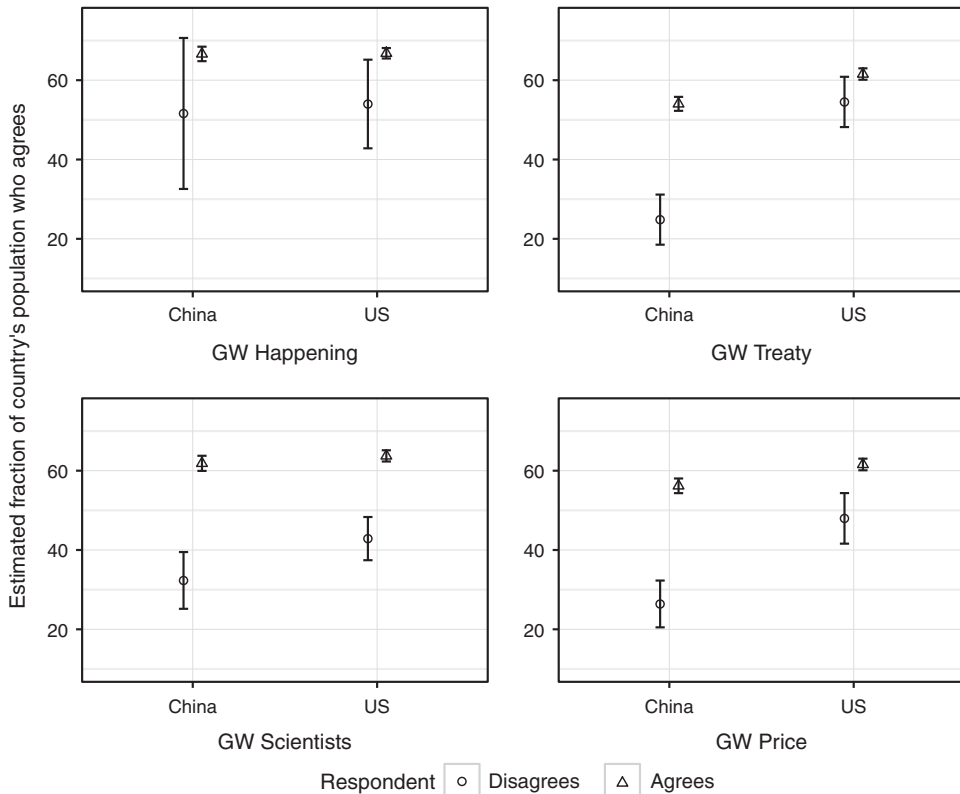 Estimated fraction of country's population who agrees
60
40
20
China US
GW Happening
60
40
20
China US
GW Treaty
60
40
20
China US
GW Scientists
60
40
20
China US
GW Price
Respondent Disagrees Agrees